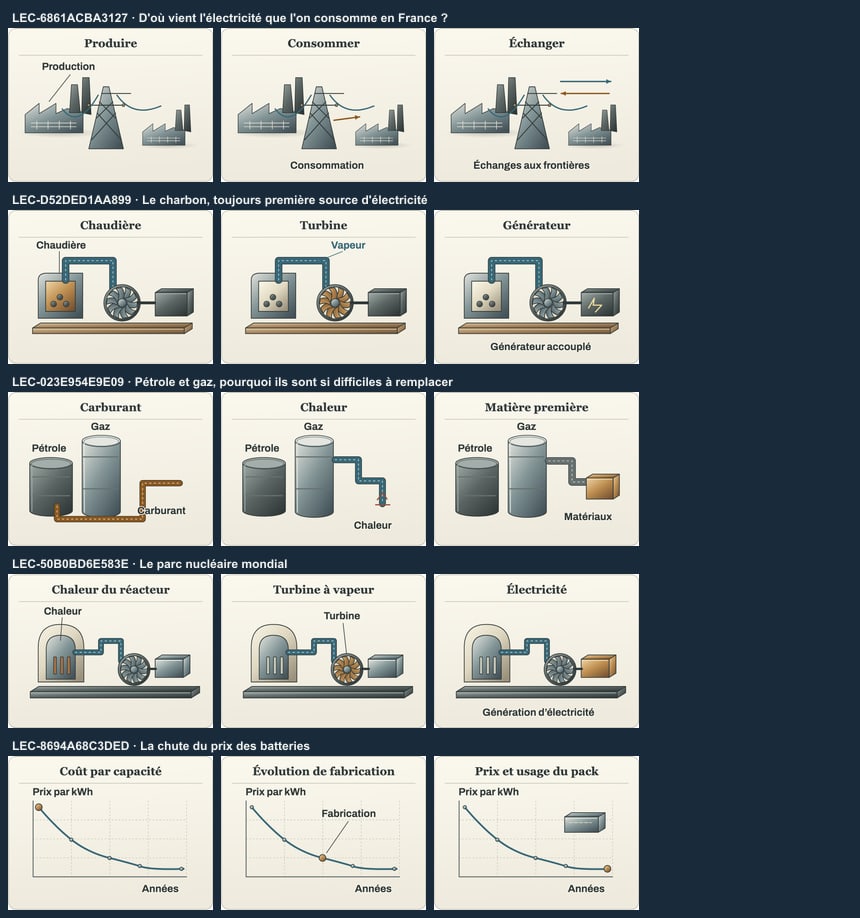 LEC-6861ACBA3127 · D'où vient l'électricité que l'on consomme en France ?
Produire
Consommer
Échanger
Production
Consommation
Échanges aux frontières
LEC-D52DED1AA899 · Le charbon, toujours première source d'électricité
Chaudière
Turbine
Générateur
Chaudière
Vapeur
Générateur accouplé
LEC-023E954E9E09 · Pétrole et gaz, pourquoi ils sont si difficiles à remplacer
Carburant
Chaleur
Matière première
Gaz
Gaz
Gaz
Pétrole
Pétrole
Pétrole
Carburant
Chaleur
Matériaux
LEC-50B0BD6E583E · Le parc nucléaire mondial
Chaleur du réacteur
Turbine à vapeur
Électricité
Chaleur
Turbine
Génération d'électricité
LEC-8694A68C3DED · La chute du prix des batteries
Coût par capacité
Évolution de fabrication
Prix et usage du pack
Prix par kWh
Prix par kWh
Prix par kWh
Fabrication
Années
Années
Années